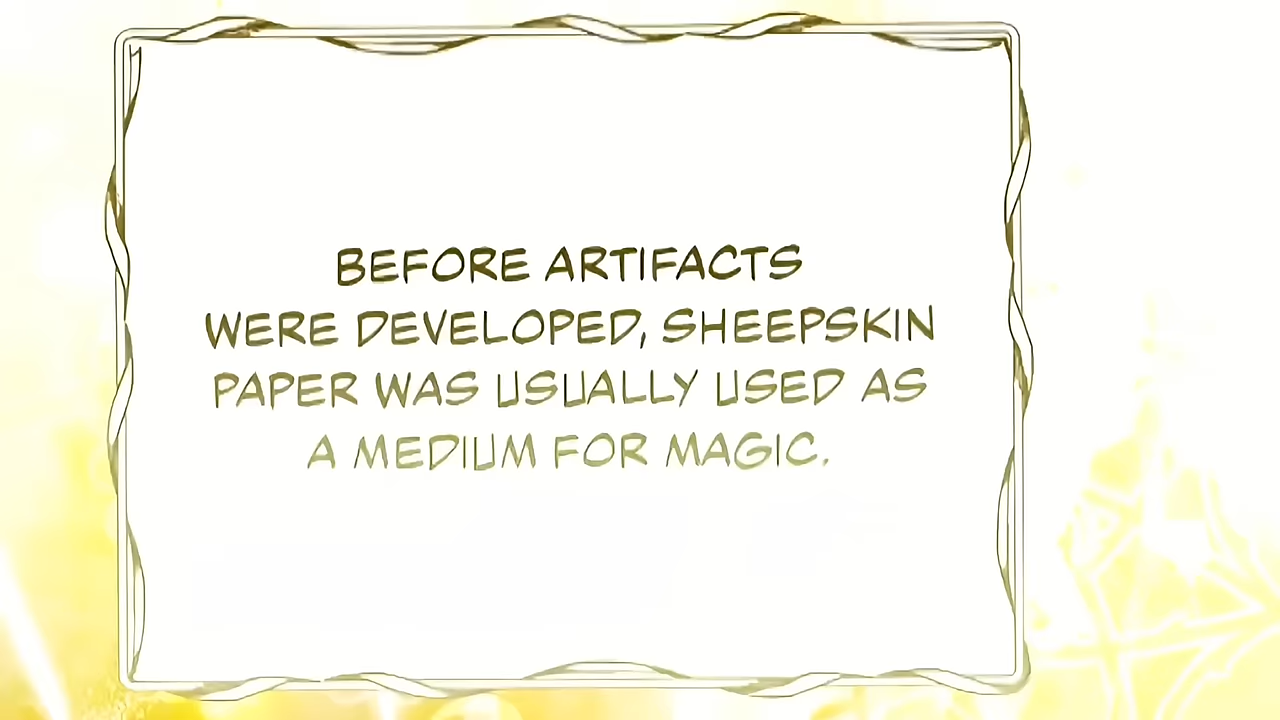 BEFORE ARTIFACTS
WERE DEVELOPED, SHEEPSKIN
PAPER WAS USUALLY USED AS
A MEDIUM FOR MAGIC.